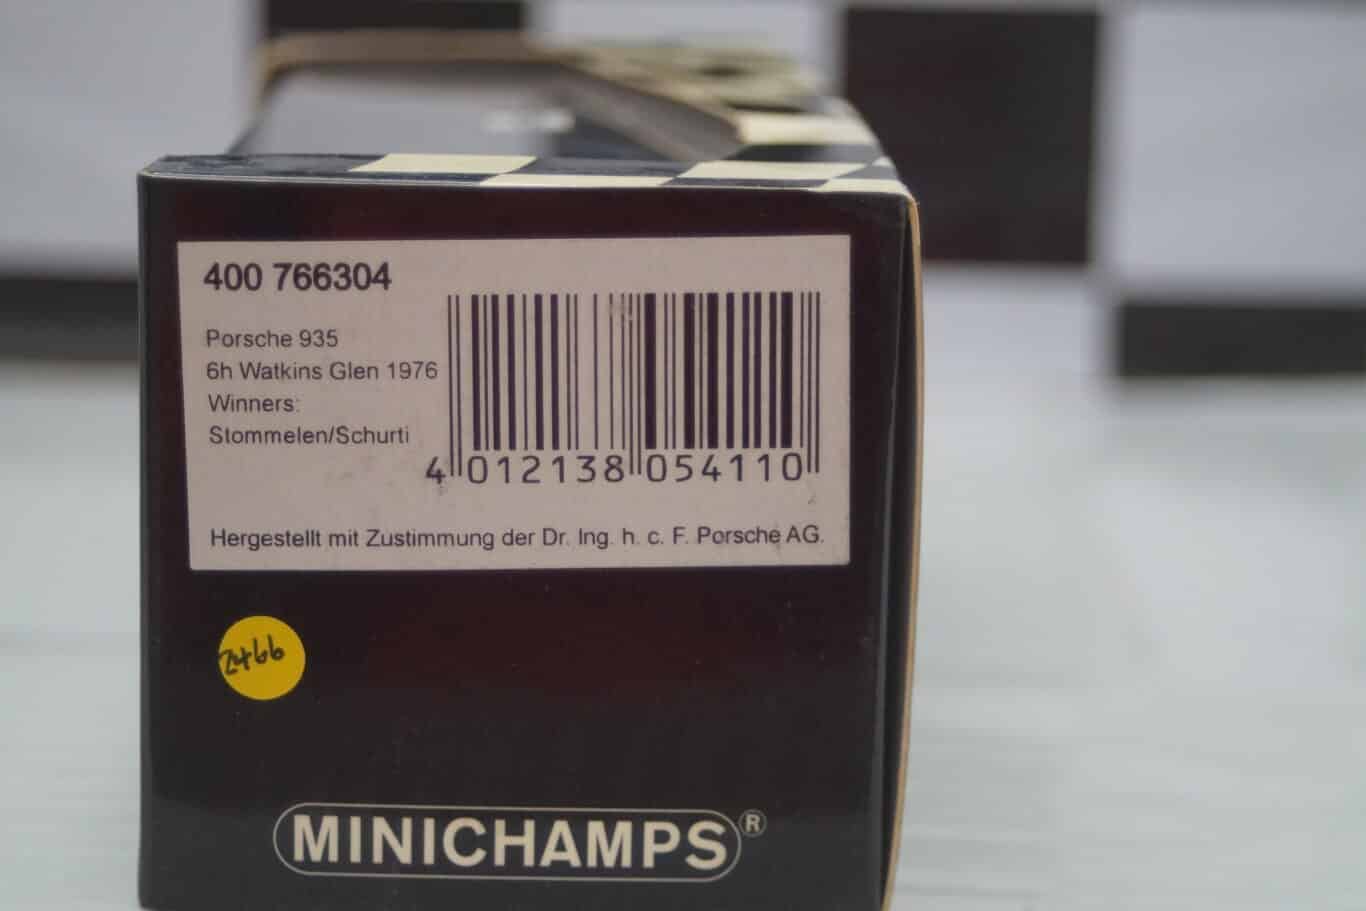 400 766304
Porsche 935
6h Watkins Glen 1976
Winners:
Stommelen/Schurti
4 012138 054110
Hergestellt mit Zustimmung der Dr. Ing. h. c. F. Porsche AG.
2466
MINICHAMPS®